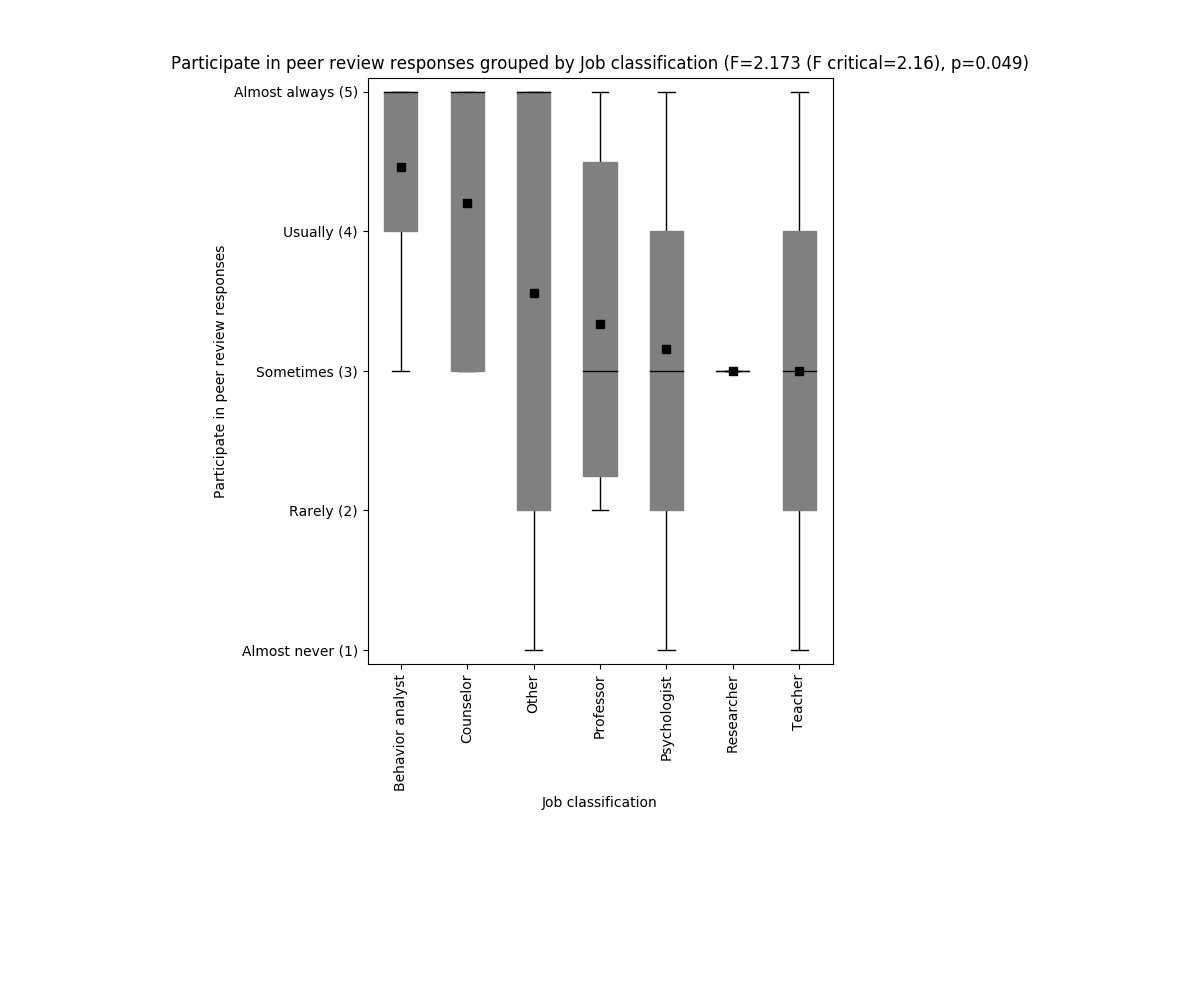 Participate in peer review responses grouped by Job classification (F=2.173 (F critical=2.16), p=0.049)
Participate in peer review responses
Almost always (5)
Usually (4)
Sometimes (3)
Rarely (2)
Almost never (1)
Behavior analyst
Counselor
Other
Professor
Psychologist
Researcher
Teacher
Job classification